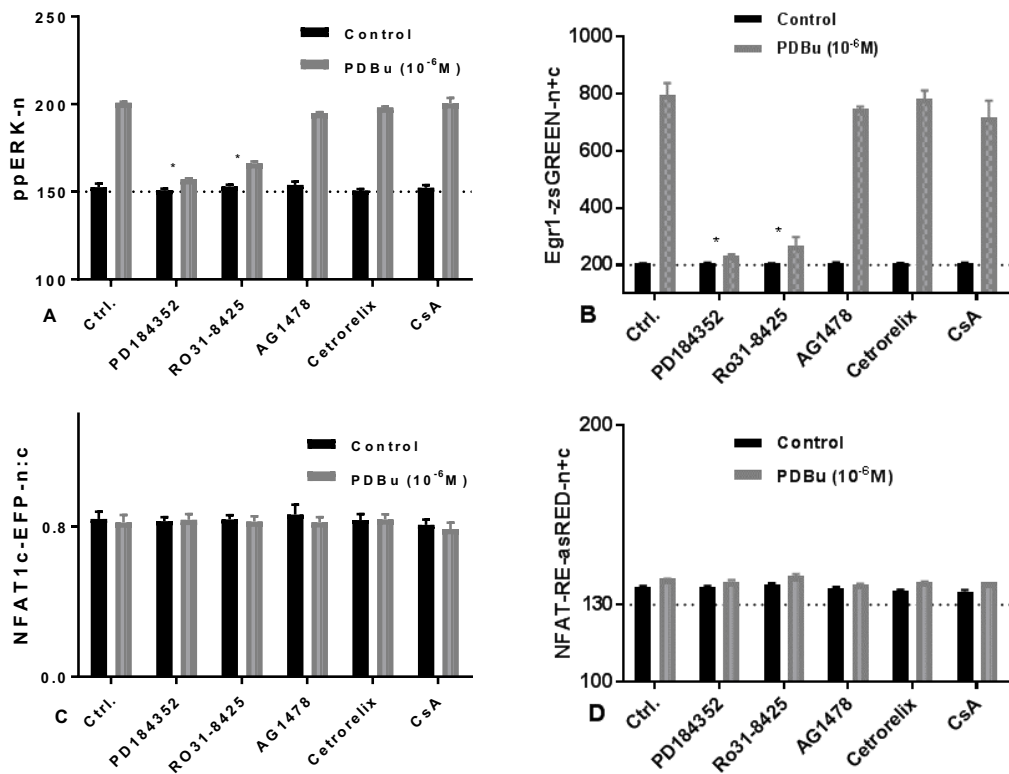 ppERK-n
250
200
150
100
Control
PDBu (10⁻⁶M)
*
*
A
Ctrl.
PD184352
RO31-8425
AG1478
Cetrorelix
CsA
Egr1-zsGREEN-n+c
1000
800
600
400
200
Control
PDBu (10⁻⁶M)
*
*
B
Ctrl.
PD184352
Ro31-8425
AG1478
Cetrorelix
CsA
NFAT1c-EFP-n:c
0.8
0.0
Control
PDBu (10⁻⁶M)
C
Ctrl.
PD184352
RO31-8425
AG1478
Cetrorelix
CsA
NFAT-RE-asRED-n+c
200
130
100
Control
PDBu (10⁻⁶M)
D
Ctrl.
PD184352
Ro31-8425
AG1478
Cetrorelix
CsA